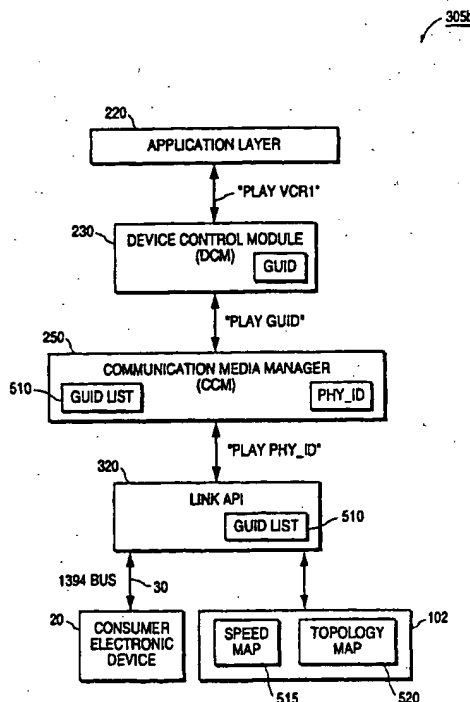 305b
220
APPLICATION LAYER
"PLAY VCR1"
230
DEVICE CONTROL MODULE
(DCM)
GUID
"PLAY GUID"
250
COMMUNICATION MEDIA MANAGER
(CCM)
510
GUID LIST
PHY_ID
"PLAY PHY_ID"
320
LINK API
GUID LIST
510
1394 BUS
30
20
CONSUMER
ELECTRONIC
DEVICE
102
SPEED
MAP
TOPOLOGY
MAP
515
520